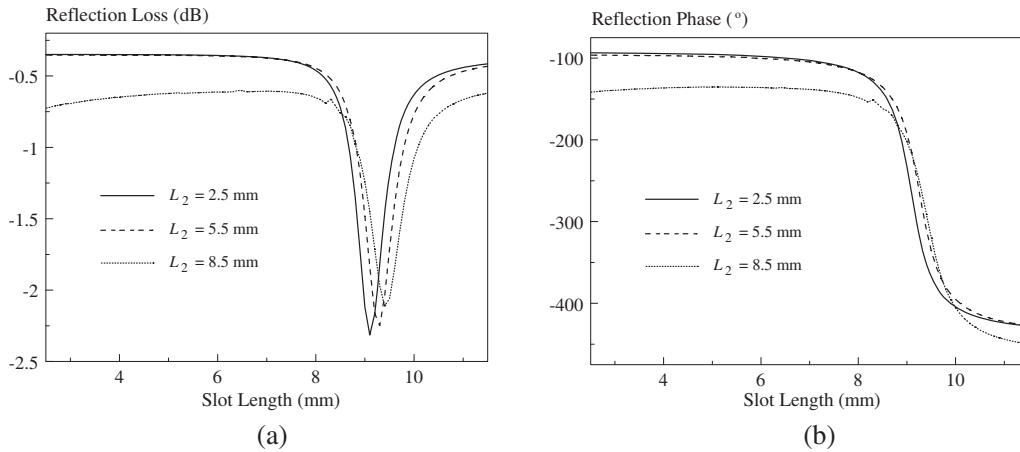 Reflection Loss (dB)
-0.5
-1
-1.5
-2
-2.5
L2 = 2.5 mm
L2 = 5.5 mm
L2 = 8.5 mm
4 6 8 10
Slot Length (mm)
(a)
Reflection Phase (°)
-100
-200
-300
-400
L2 = 2.5 mm
L2 = 5.5 mm
L2 = 8.5 mm
4 6 8 10
Slot Length (mm)
(b)